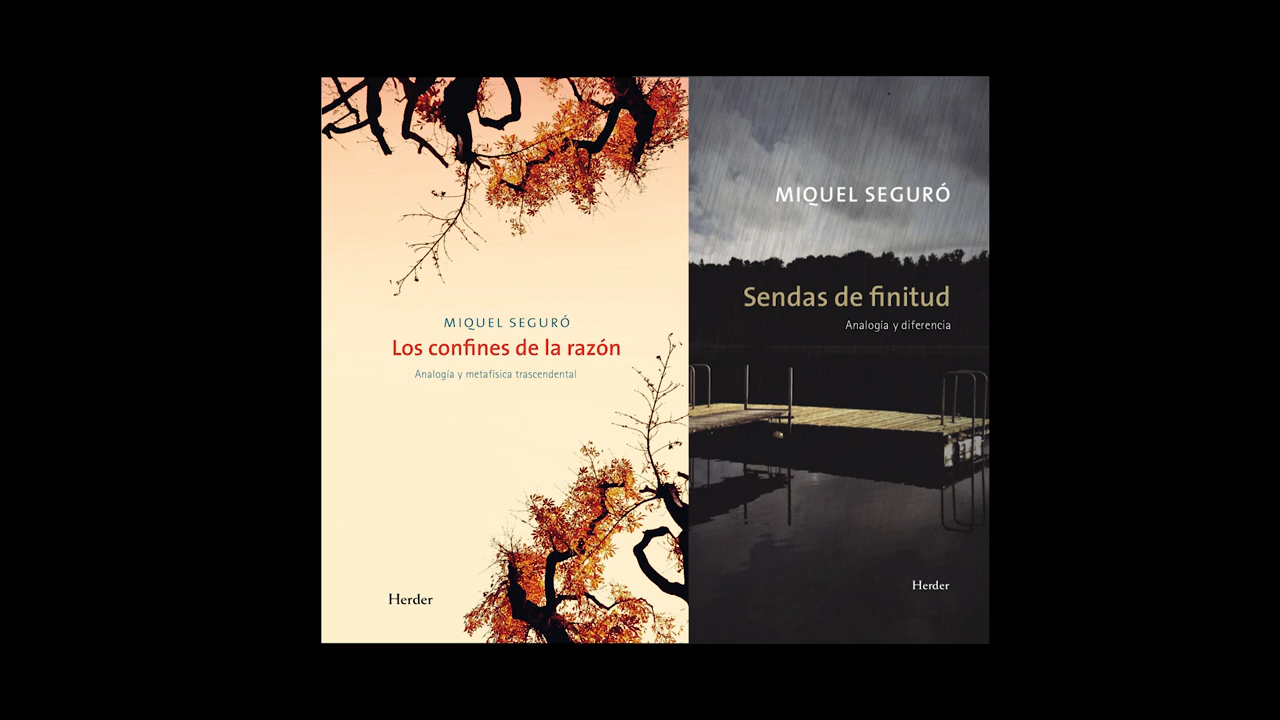 MIQUEL SEGURÓ
Los confines de la razón
Analogía y metafísica trascendental
Herder
MIQUEL SEGURÓ
Sendas de finitud
Analogía y diferencia
Herder